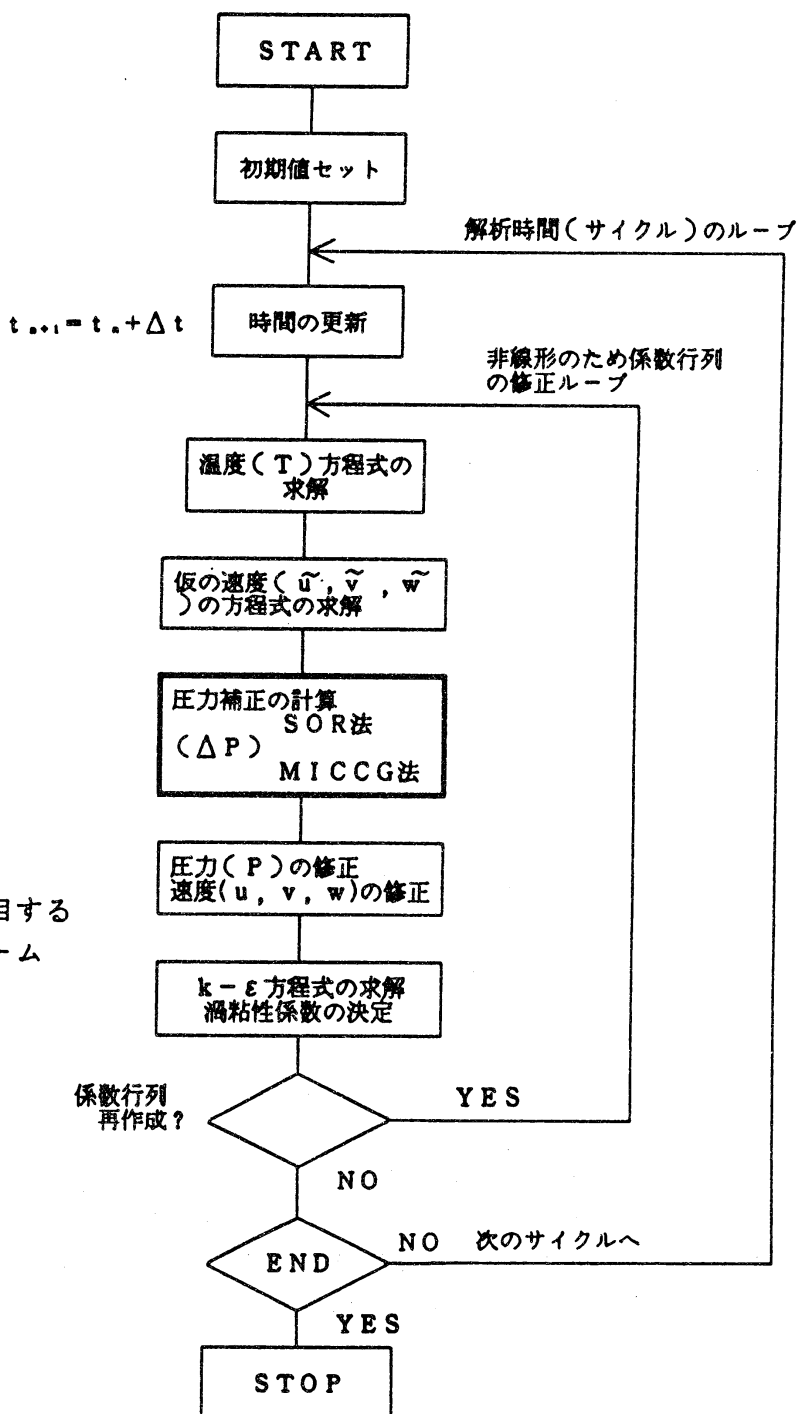 START
初期値セット
解析時間(サイクル)のループ
tₙ₊₁=tₙ+Δt
時間の更新
非線形のため係数行列
の修正ループ
温度(T)方程式の
求解
仮の速度(ũ,ṽ,w̃
)の方程式の求解
圧力補正の計算
SOR法
(ΔP)
MICCG法
圧力(P)の修正
速度(u,v,w)の修正
目する
ーム
k-ε方程式の求解
渦粘性係数の決定
係数行列
再作成?
YES
NO
END
NO 次のサイクルへ
YES
STOP